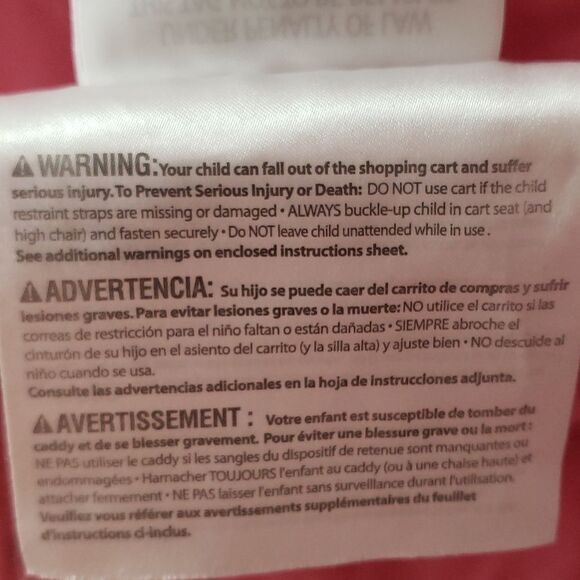 THIS TAG NOT TO BE REMOVED
UNDER PENALTY OF LAW
⚠ WARNING: Your child can fall out of the shopping cart and suffer
serious injury. To Prevent Serious Injury or Death: DO NOT use cart if the child
restraint straps are missing or damaged • ALWAYS buckle-up child in cart seat (and
high chair) and fasten securely • Do NOT leave child unattended while in use.
See additional warnings on enclosed instructions sheet.
⚠ ADVERTENCIA: Su hijo se puede caer del carrito de compras y sufrir
lesiones graves. Para evitar lesiones graves o la muerte: NO utilice el carrito si las
correas de restricción para el niño faltan o están dañadas • SIEMPRE abroche el
cinturón de su hijo en el asiento del carrito (y la silla alta) y ajuste bien • NO descuide al
niño cuando se usa.
Consulte las advertencias adicionales en la hoja de instrucciones adjunta.
⚠ AVERTISSEMENT : Votre enfant est susceptible de tomber du
caddy et de se blesser gravement. Pour éviter une blessure grave ou la mort :
NE PAS utiliser le caddy si les sangles du dispositif de retenue sont manquantes ou
endommagées • Harnacher TOUJOURS l'enfant au caddy (ou à une chaise haute) et
attacher fermement • NE PAS laisser l'enfant sans surveillance durant l'utilisation.
Veuillez vous référer aux avertissements supplémentaires du feuillet
d'instructions ci-inclus.